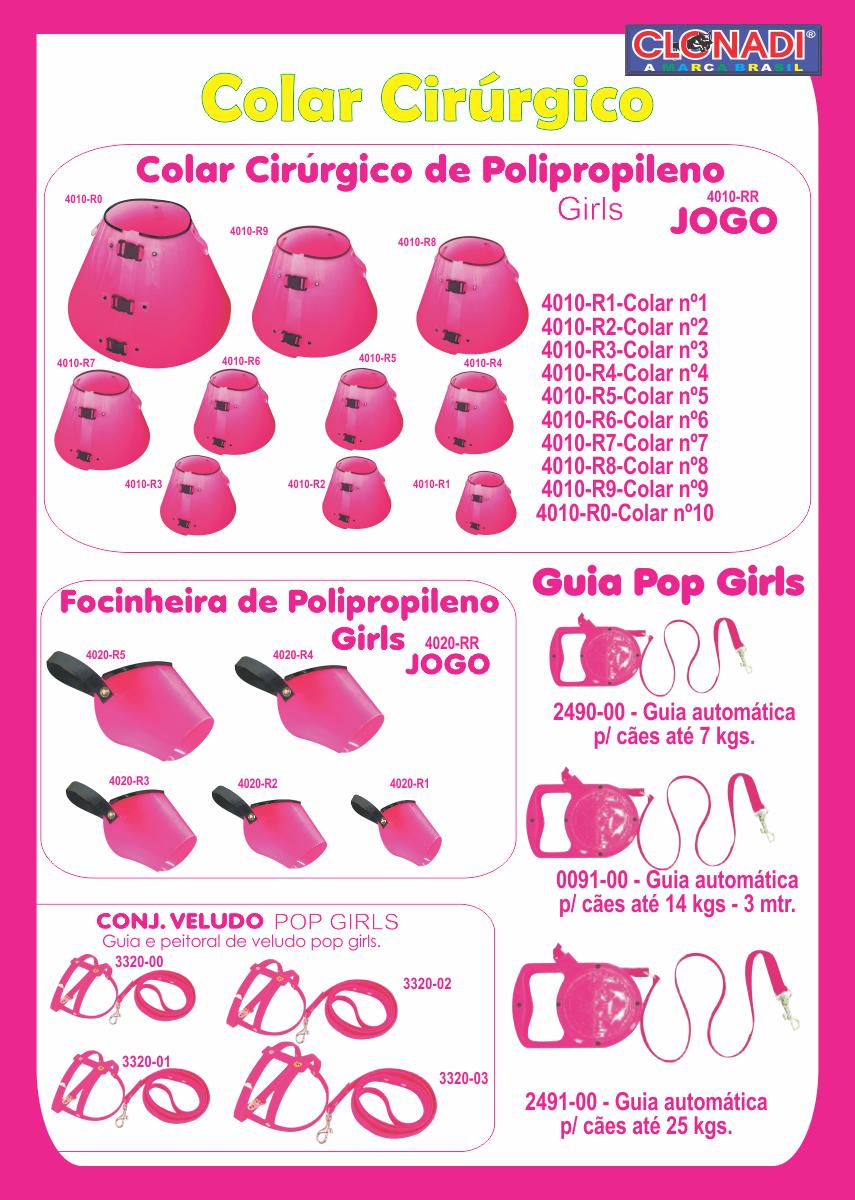 CLONADI®
A MARCA BRASIL
Colar Cirúrgico
Colar Cirúrgico de Polipropileno
Girls
4010-RR
JOGO
4010-R0
4010-R9
4010-R8
4010-R7
4010-R6
4010-R5
4010-R4
4010-R3
4010-R2
4010-R1
4010-R1-Colar nº1
4010-R2-Colar nº2
4010-R3-Colar nº3
4010-R4-Colar nº4
4010-R5-Colar nº5
4010-R6-Colar nº6
4010-R7-Colar nº7
4010-R8-Colar nº8
4010-R9-Colar nº9
4010-R0-Colar nº10
Focinheira de Polipropileno
Girls
4020-RR
JOGO
4020-R5
4020-R4
4020-R3
4020-R2
4020-R1
Guia Pop Girls
2490-00 - Guia automática
p/ cães até 7 kgs.
0091-00 - Guia automática
p/ cães até 14 kgs - 3 mtr.
2491-00 - Guia automática
p/ cães até 25 kgs.
CONJ. VELUDO POP GIRLS
Guia e peitoral de veludo pop girls.
3320-00
3320-02
3320-01
3320-03